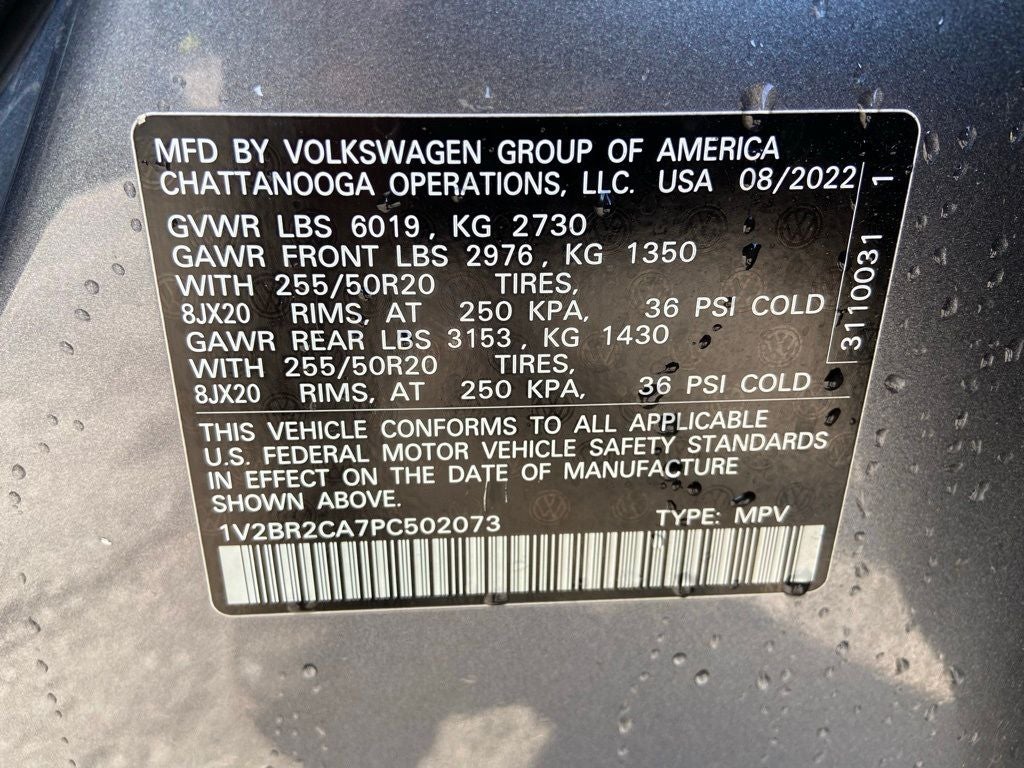 MFD BY VOLKSWAGEN GROUP OF AMERICA
CHATTANOOGA OPERATIONS, LLC. USA 08/2022
GVWR LBS 6019, KG 2730
GAWR FRONT LBS 2976, KG 1350
WITH 255/50R20 TIRES,
8JX20 RIMS, AT 250 KPA, 36 PSI COLD
GAWR REAR LBS 3153, KG 1430
WITH 255/50R20 TIRES,
8JX20 RIMS, AT 250 KPA, 36 PSI COLD
3110031 1
THIS VEHICLE CONFORMS TO ALL APPLICABLE
U.S. FEDERAL MOTOR VEHICLE SAFETY STANDARDS
IN EFFECT ON THE DATE OF MANUFACTURE
SHOWN ABOVE.
1V2BR2CA7PC502073 TYPE: MPV